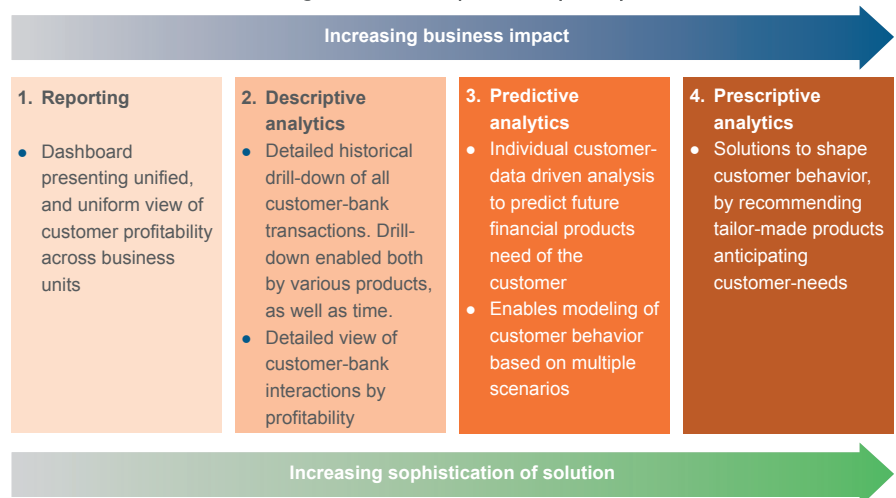 Increasing business impact
1. Reporting
● Dashboard
presenting unified,
and uniform view of
customer profitability
across business
units
2. Descriptive
analytics
● Detailed historical
drill-down of all
customer-bank
transactions. Drill-
down enabled both
by various products,
as well as time.
● Detailed view of
customer-bank
interactions by
profitability
3. Predictive
analytics
● Individual customer-
data driven analysis
to predict future
financial products
need of the
customer
● Enables modeling of
customer behavior
based on multiple
scenarios
4. Prescriptive
analytics
● Solutions to shape
customer behavior,
by recommending
tailor-made products
anticipating
customer-needs
Increasing sophistication of solution